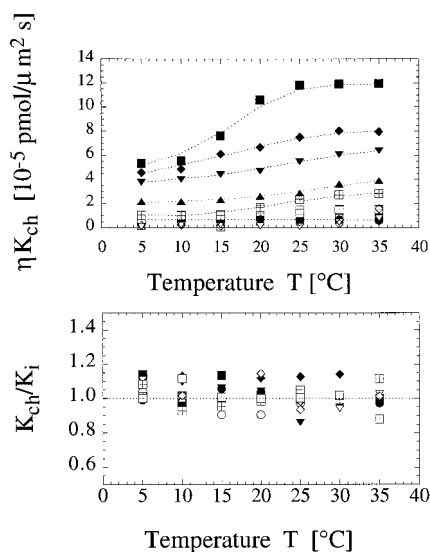 14
12
10
8
6
4
2
0
ηK_ch [10^-5 pmol/μm² s]
0 5 10 15 20 25 30 35 40
Temperature T [°C]
1.4
1.2
1.0
0.8
0.6
K_ch/K_i
0 5 10 15 20 25 30 35 40
Temperature T [°C]